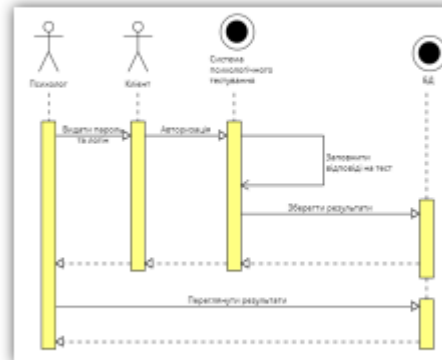 Психолог
Клієнт
Система
психологічного
тестування
БД
Видати пароль
та логін
Авторизація
Заповнити
відповіді на тест
Зберегти результати
Переглянути результати